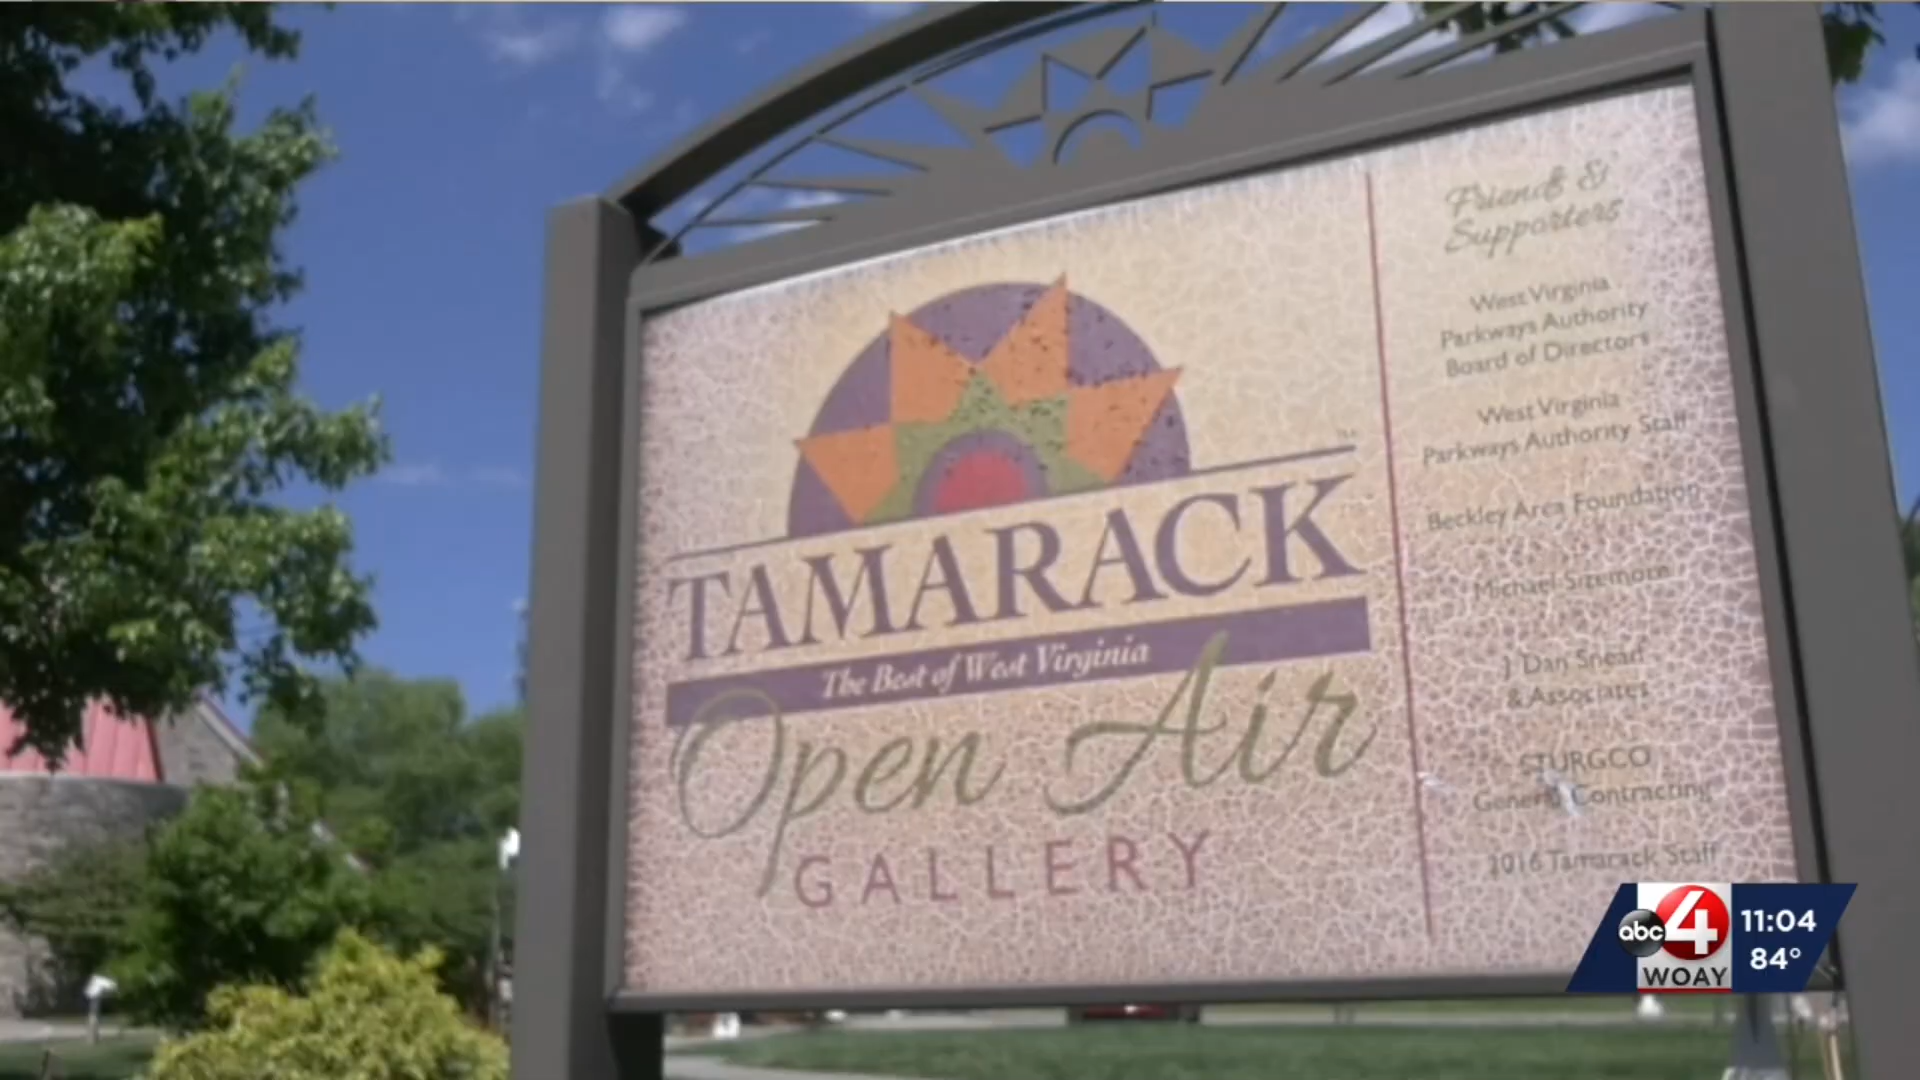 TAMARACK
The Best of West Virginia
Open Air
GALLERY
Friends &
Supporters
West Virginia
Parkways Authority
Board of Directors
West Virginia
Parkways Authority Staff
Beckley Area Foundation
Michael Sizemore
J Dan Snead
& Associates
STURGCO
General Contracting
2016 Tamarack Staff
abc 4
WOAY
11:04
84°